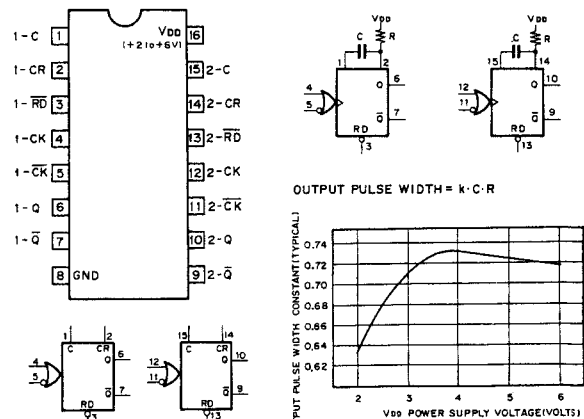 1-C 1
VDD
(+2 to +6V)
16
1-CR 2
15 2-C
1-R̅D̅ 3
14 2-CR
1-CK 4
13 2-R̅D̅
1-C̅K̅ 5
12 2-CK
1-Q 6
11 2-C̅K̅
1-Q̅ 7
10 2-Q
8 GND
9 2-Q̅
VDD
C
R
1 2
4
5
Q
6
Q̅
7
RD
3
VDD
C
R
15 14
12
11
Q
10
Q̅
9
RD
13
OUTPUT PULSE WIDTH = k·C·R
PUT PULSE WIDTH CONSTANT (TYPICAL)
0.74
0.72
0.70
0.68
0.66
0.64
0.62
2 3 4 5 6
VDD POWER SUPPLY VOLTAGE (VOLTS)
1 2
C CR
4
5
Q
6
Q̅
7
RD
3
15 14
C CR
12
11
Q
10
Q̅
9
RD
13